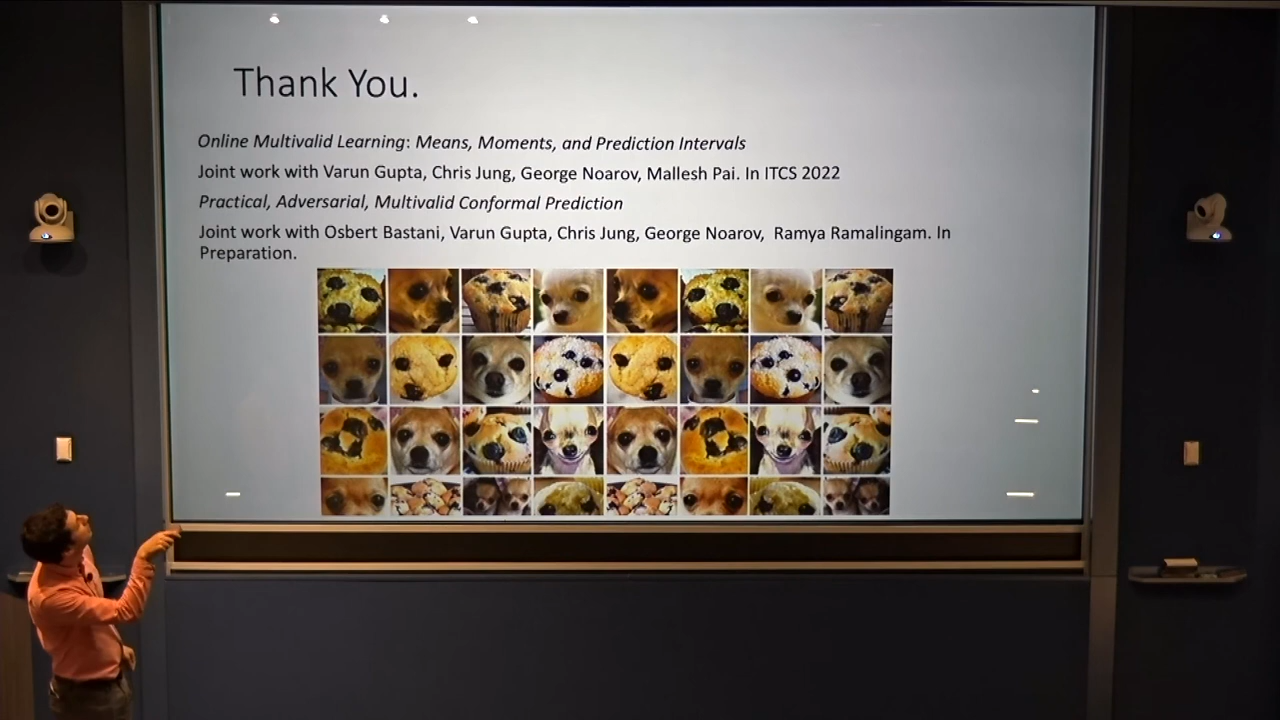 Thank You.
Online Multivalid Learning: Means, Moments, and Prediction Intervals
Joint work with Varun Gupta, Chris Jung, George Noarov, Mallesh Pai. In ITCS 2022
Practical, Adversarial, Multivalid Conformal Prediction
Joint work with Osbert Bastani, Varun Gupta, Chris Jung, George Noarov, Ramya Ramalingam. In
Preparation.